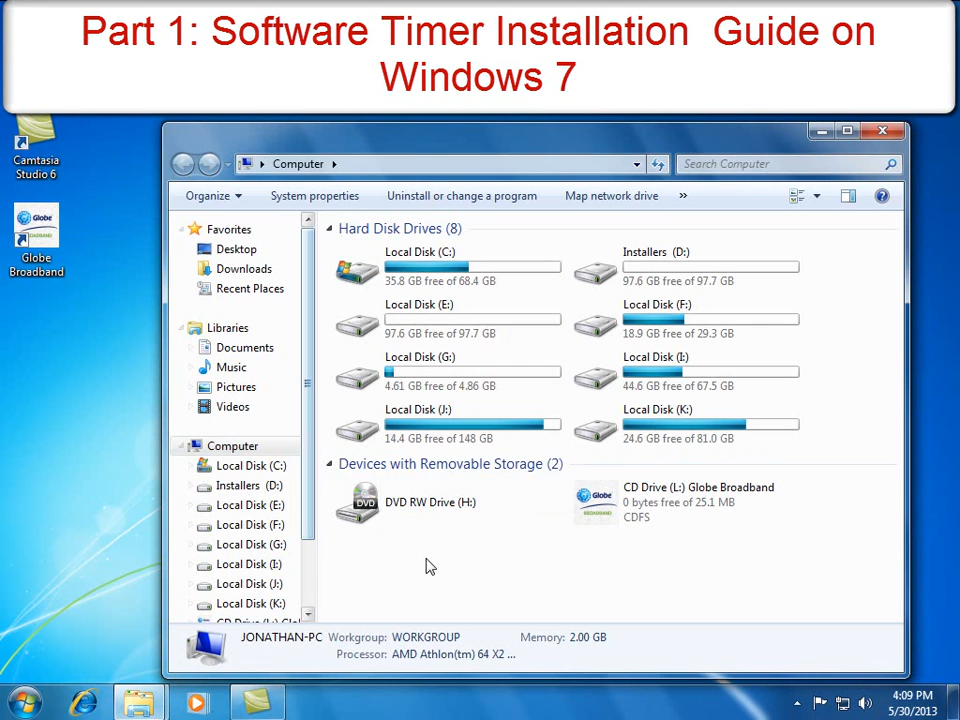 Part 1: Software Timer Installation  Guide on
Windows 7
Camtasia
Studio 6
Globe
Globe
Broadband
Computer
Search Computer
Organize
System properties
Uninstall or change a program
Map network drive
»
Favorites
Desktop
Downloads
Recent Places
Libraries
Documents
Music
Pictures
Videos
Computer
Local Disk (C:)
Installers  (D:)
Local Disk (E:)
Local Disk (F:)
Local Disk (G:)
Local Disk (I:)
Local Disk (J:)
Local Disk (K:)
Hard Disk Drives (8)
Local Disk (C:)
35.8 GB free of 68.4 GB
Installers  (D:)
97.6 GB free of 97.7 GB
Local Disk (E:)
97.6 GB free of 97.7 GB
Local Disk (F:)
18.9 GB free of 29.3 GB
Local Disk (G:)
4.61 GB free of 4.86 GB
Local Disk (I:)
44.6 GB free of 67.5 GB
Local Disk (J:)
14.4 GB free of 148 GB
Local Disk (K:)
24.6 GB free of 81.0 GB
Devices with Removable Storage (2)
DVD
DVD RW Drive (H:)
Globe
CD Drive (L:) Globe Broadband
0 bytes free of 25.1 MB
CDFS
JONATHAN-PC
Workgroup: WORKGROUP
Memory: 2.00 GB
Processor: AMD Athlon(tm) 64 X2 ...
4:09 PM
5/30/2013